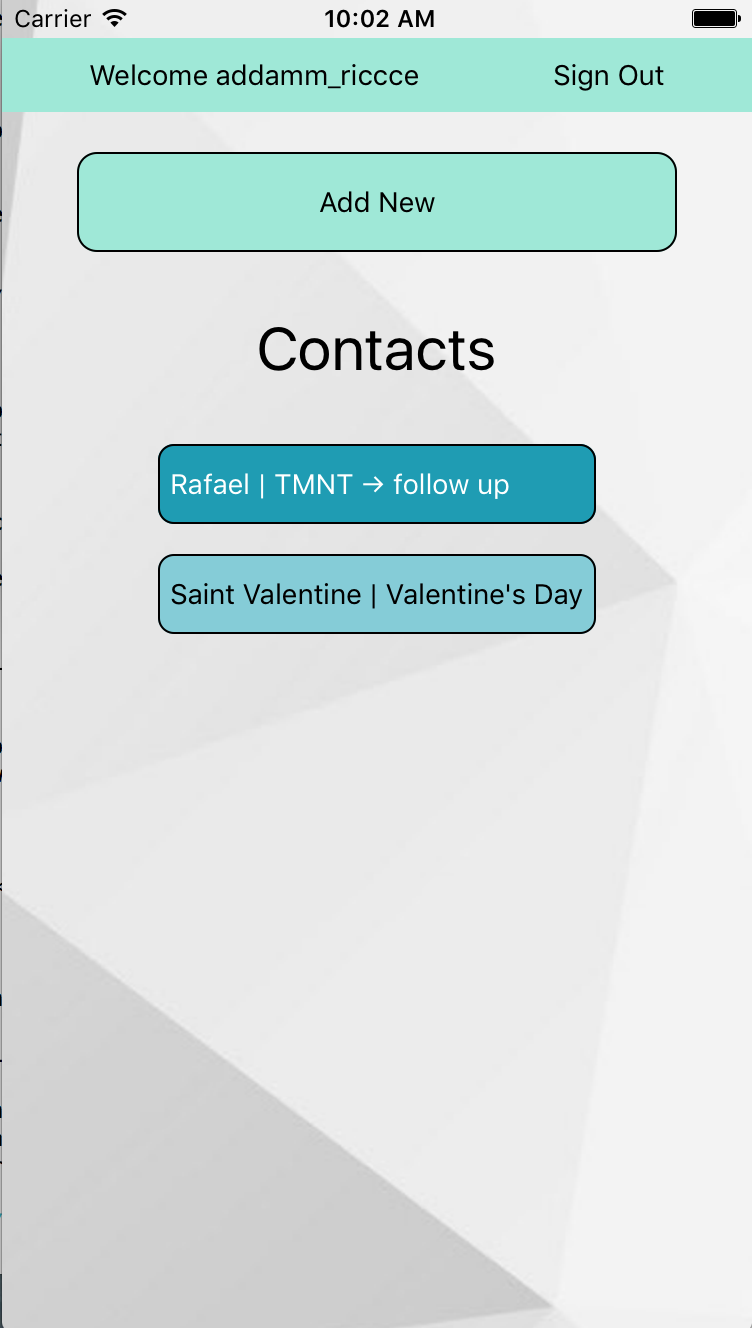 Carrier 10:02 AM
Welcome addamm_riccce Sign Out
Add New
Contacts
Rafael | TMNT → follow up
Saint Valentine | Valentine's Day